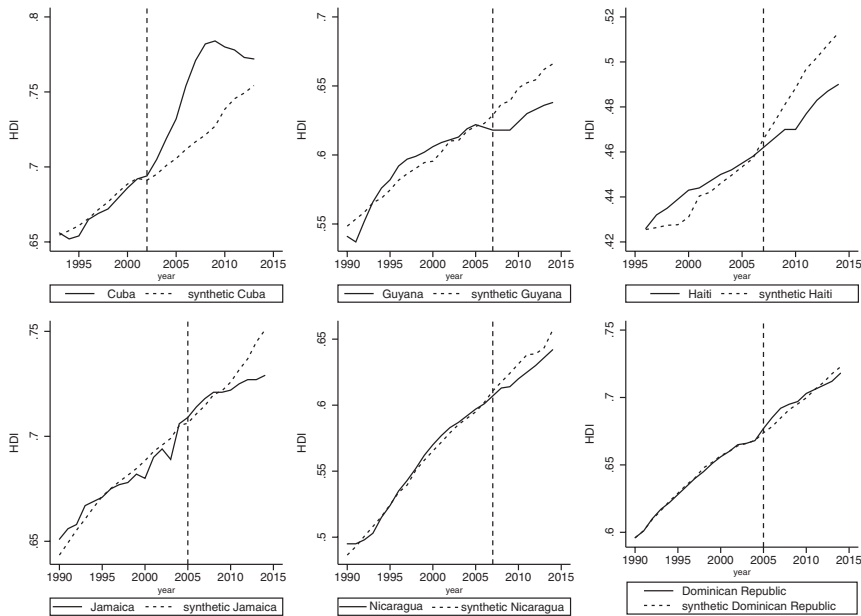 HDI
.8
.75
.7
.65
1995 2000 2005 2010 2015
year
Cuba synthetic Cuba
HDI
.7
.65
.6
.55
1990 1995 2000 2005 2010 2015
year
Guyana synthetic Guyana
HDI
.52
.5
.48
.46
.44
.42
1995 2000 2005 2010 2015
year
Haiti synthetic Haiti
HDI
.75
.7
.65
1990 1995 2000 2005 2010 2015
year
Jamaica synthetic Jamaica
HDI
.65
.6
.55
.5
1990 1995 2000 2005 2010 2015
year
Nicaragua synthetic Nicaragua
HDI
.75
.7
.65
.6
1990 1995 2000 2005 2010 2015
year
Dominican Republic
synthetic Dominican Republic